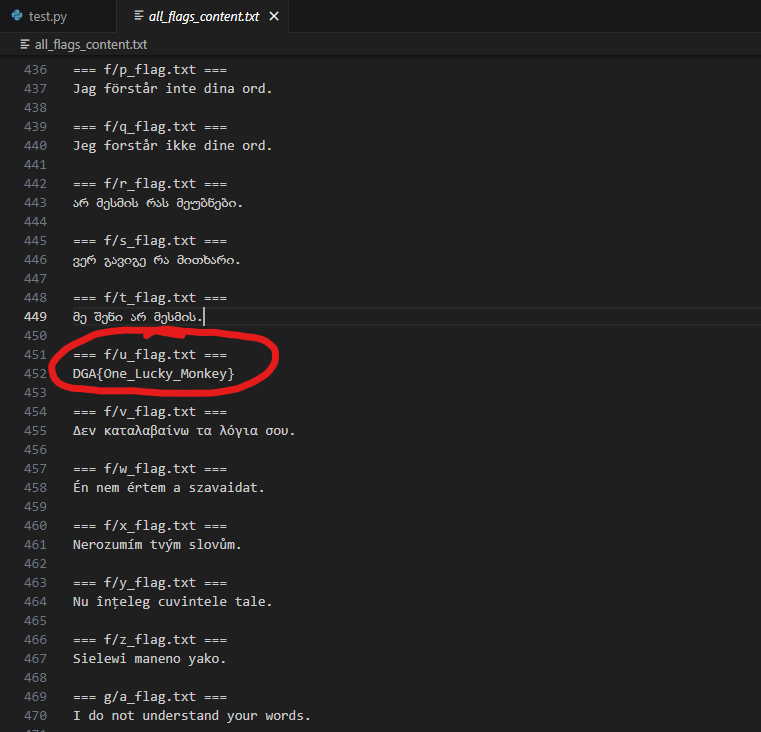 test.py
all_flags_content.txt
all_flags_content.txt
436 === f/p_flag.txt ===
437 Jag förstår inte dina ord.
438
439 === f/q_flag.txt ===
440 Jeg forstår ikke dine ord.
441
442 === f/r_flag.txt ===
443 არ მესმის რას მეუბნები.
444
445 === f/s_flag.txt ===
446 ვერ გავიგე რა მითხარი.
447
448 === f/t_flag.txt ===
449 მე შენი არ მესმის.
450
451 === f/u_flag.txt ===
452 DGA{One_Lucky_Monkey}
453
454 === f/v_flag.txt ===
455 Δεν καταλαβαίνω τα λόγια σου.
456
457 === f/w_flag.txt ===
458 Én nem értem a szavaidat.
459
460 === f/x_flag.txt ===
461 Nerozumím tvým slovům.
462
463 === f/y_flag.txt ===
464 Nu înțeleg cuvintele tale.
465
466 === f/z_flag.txt ===
467 Sielewi maneno yako.
468
469 === g/a_flag.txt ===
470 I do not understand your words.